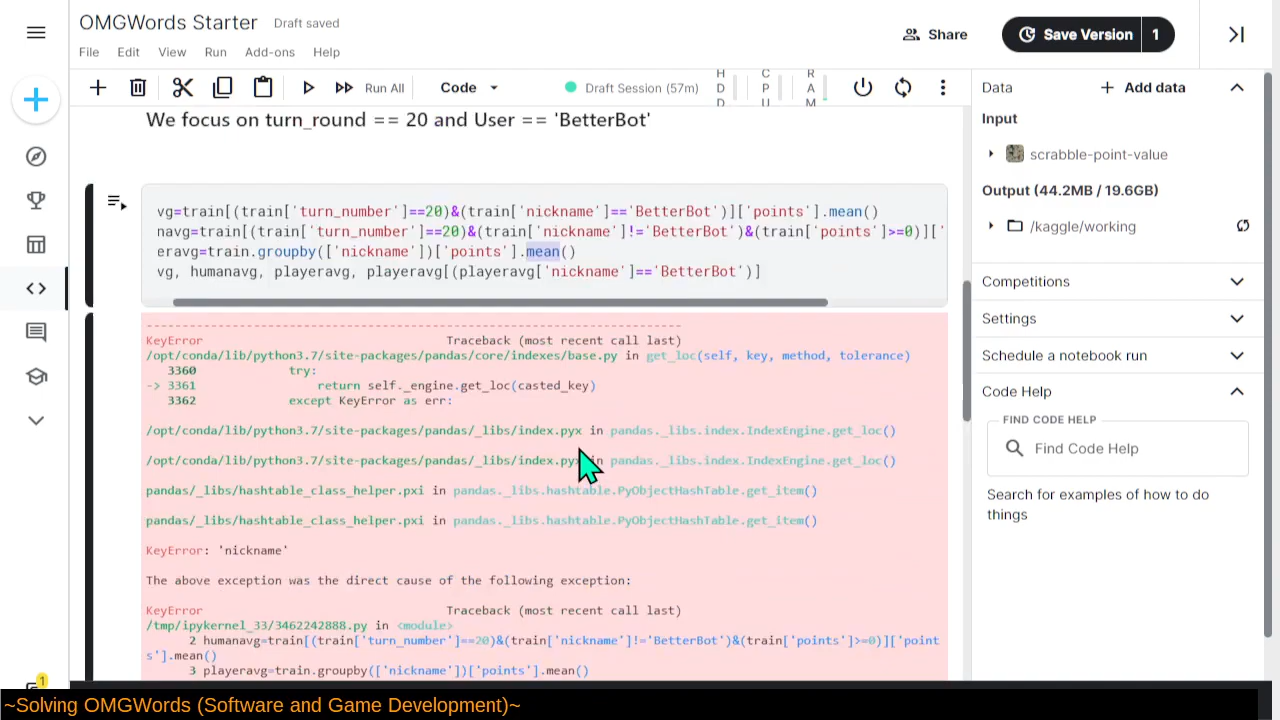 OMGWords Starter
Draft saved
File Edit View Run Add-ons Help
Share
Save Version 1
Run All
Code
Draft Session (57m)
HDD
CPU
RAM
We focus on turn_round == 20 and User == 'BetterBot'
vg=train[(train['turn_number']==20)&(train['nickname']=='BetterBot')]['points'].mean()
navg=train[(train['turn_number']==20)&(train['nickname']!='BetterBot')&(train['points']>=0)]['
eravg=train.groupby(['nickname'])['points'].mean()
vg, humanavg, playeravg, playeravg[(playeravg['nickname']=='BetterBot')]
---------------------------------------------------------------------------
KeyError Traceback (most recent call last)
/opt/conda/lib/python3.7/site-packages/pandas/core/indexes/base.py in get_loc(self, key, method, tolerance)
3360 try:
-> 3361 return self._engine.get_loc(casted_key)
3362 except KeyError as err:
/opt/conda/lib/python3.7/site-packages/pandas/_libs/index.pyx in pandas._libs.index.IndexEngine.get_loc()
/opt/conda/lib/python3.7/site-packages/pandas/_libs/index.pyx in pandas._libs.index.IndexEngine.get_loc()
pandas/_libs/hashtable_class_helper.pxi in pandas._libs.hashtable.PyObjectHashTable.get_item()
pandas/_libs/hashtable_class_helper.pxi in pandas._libs.hashtable.PyObjectHashTable.get_item()
KeyError: 'nickname'
The above exception was the direct cause of the following exception:
KeyError Traceback (most recent call last)
/tmp/ipykernel_33/3462242888.py in <module>
2 humanavg=train[(train['turn_number']==20)&(train['nickname']!='BetterBot')&(train['points']>=0)]['point
s'].mean()
3 playeravg=train.groupby(['nickname'])['points'].mean()
Data
Add data
Input
scrabble-point-value
Output (44.2MB / 19.6GB)
/kaggle/working
Competitions
Settings
Schedule a notebook run
Code Help
FIND CODE HELP
Find Code Help
Search for examples of how to do
things
1
~Solving OMGWords (Software and Game Development)~